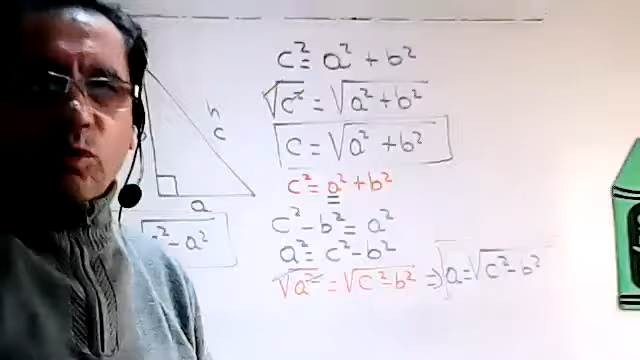 c² = a² + b²
√c² = √a² + b²
h
c
c = √a² + b²
c² = a² + b²
a
c² - b² = a²
² - a²
a² = c² - b²
√a² = √c² - b² ⇒ a = √c² - b²